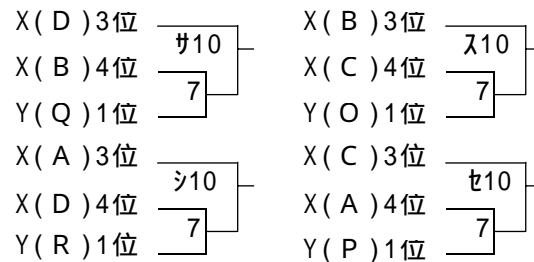 X(D)3位
サ10
X(B)4位
7
Y(Q)1位
X(A)3位
シ10
X(D)4位
7
Y(R)1位
X(B)3位
ス10
X(C)4位
7
Y(O)1位
X(C)3位
セ10
X(A)4位
7
Y(P)1位